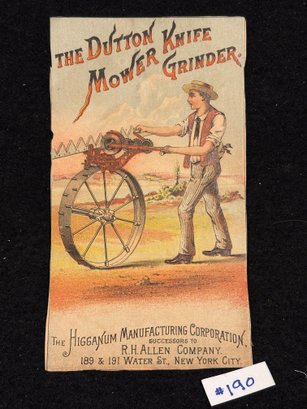 THE DUTTON KNIFE
MOWER GRINDER.
THE HIGGANUM MANUFACTURING CORPORATION.
SUCCESSORS TO
R.H. ALLEN COMPANY.
189 & 191 WATER ST., NEW YORK CITY.
#190